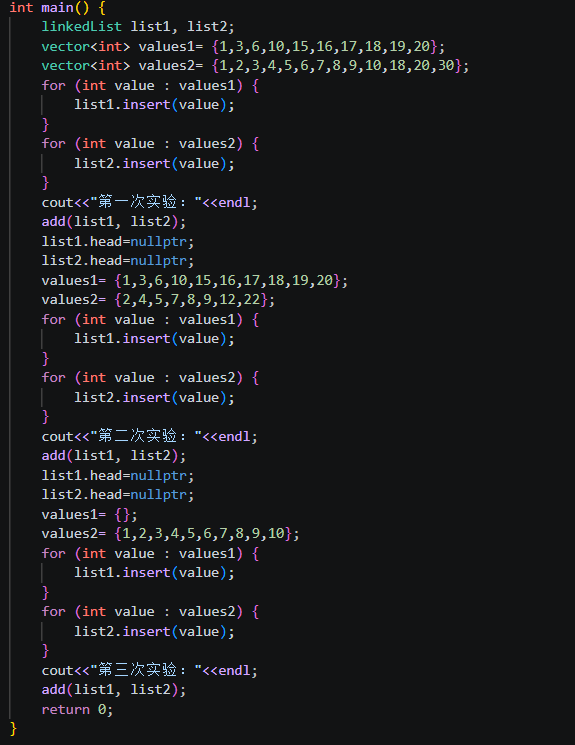 int main() {
    linkedList list1, list2;
    vector<int> values1= {1,3,6,10,15,16,17,18,19,20};
    vector<int> values2= {1,2,3,4,5,6,7,8,9,10,18,20,30};
    for (int value : values1) {
        list1.insert(value);
    }
    for (int value : values2) {
        list2.insert(value);
    }
    cout<<"第一次实验："<<endl;
    add(list1, list2);
    list1.head=nullptr;
    list2.head=nullptr;
    values1= {1,3,6,10,15,16,17,18,19,20};
    values2= {2,4,5,7,8,9,12,22};
    for (int value : values1) {
        list1.insert(value);
    }
    for (int value : values2) {
        list2.insert(value);
    }
    cout<<"第二次实验："<<endl;
    add(list1, list2);
    list1.head=nullptr;
    list2.head=nullptr;
    values1= {};
    values2= {1,2,3,4,5,6,7,8,9,10};
    for (int value : values1) {
        list1.insert(value);
    }
    for (int value : values2) {
        list2.insert(value);
    }
    cout<<"第三次实验："<<endl;
    add(list1, list2);
    return 0;
}